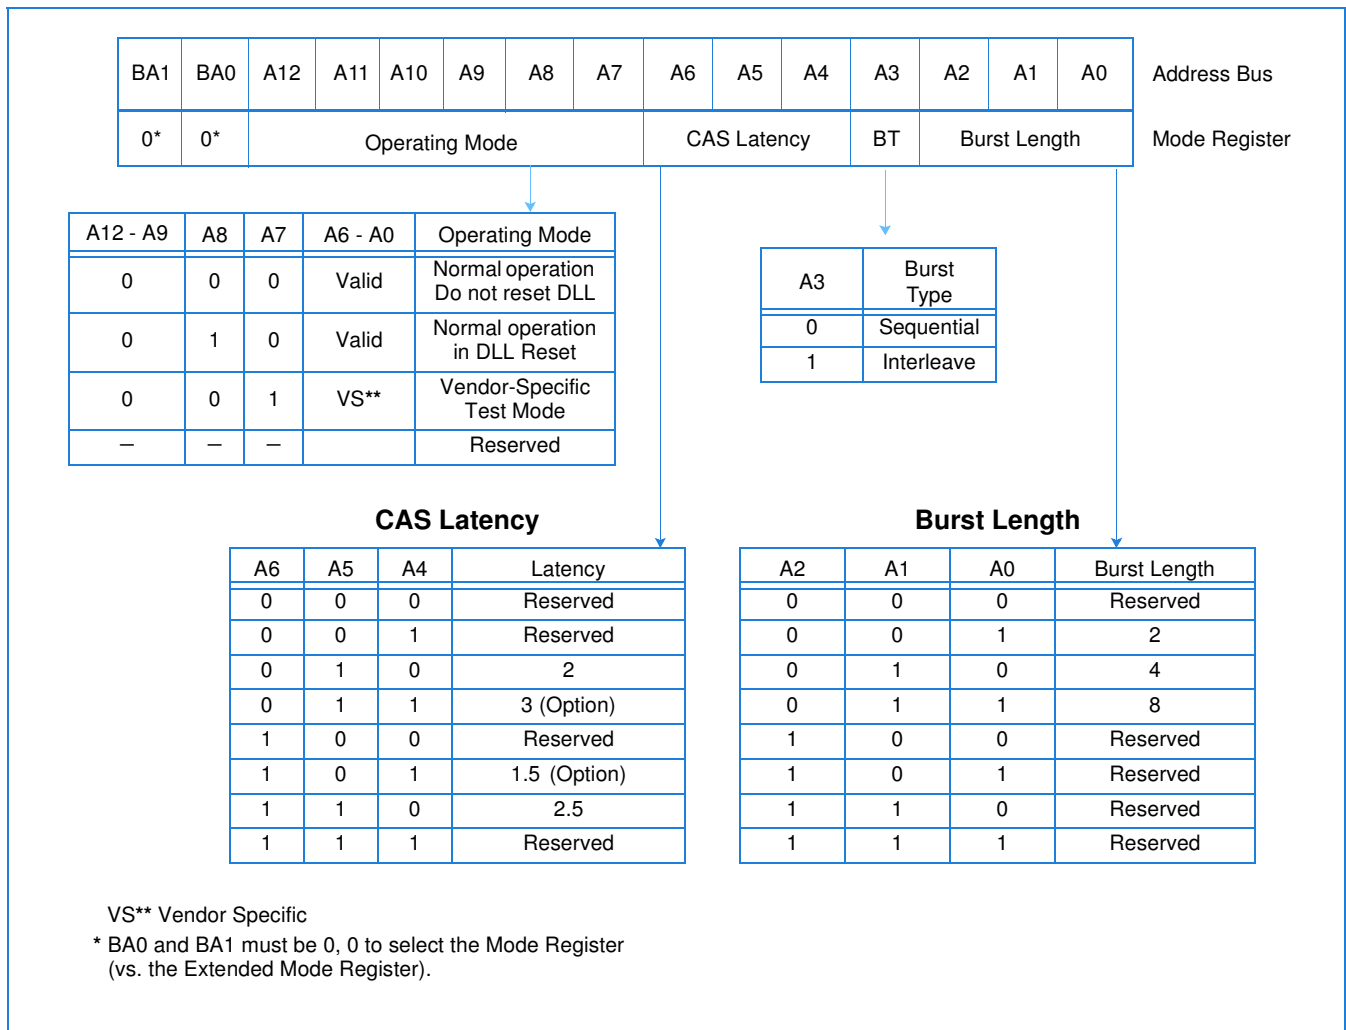 BA1 BA0 A12 A11 A10 A9 A8 A7 A6 A5 A4 A3 A2 A1 A0 Address Bus
0* 0* Operating Mode CAS Latency BT Burst Length Mode Register
A12 - A9 A8 A7 A6 - A0 Operating Mode
0 0 0 Valid Normal operation
Do not reset DLL
0 1 0 Valid Normal operation
in DLL Reset
0 0 1 VS** Vendor-Specific
Test Mode
— — — Reserved
A3 Burst
Type
0 Sequential
1 Interleave
CAS Latency
A6 A5 A4 Latency
0 0 0 Reserved
0 0 1 Reserved
0 1 0 2
0 1 1 3 (Option)
1 0 0 Reserved
1 0 1 1.5 (Option)
1 1 0 2.5
1 1 1 Reserved
Burst Length
A2 A1 A0 Burst Length
0 0 0 Reserved
0 0 1 2
0 1 0 4
0 1 1 8
1 0 0 Reserved
1 0 1 Reserved
1 1 0 Reserved
1 1 1 Reserved
VS** Vendor Specific
* BA0 and BA1 must be 0, 0 to select the Mode Register
(vs. the Extended Mode Register).